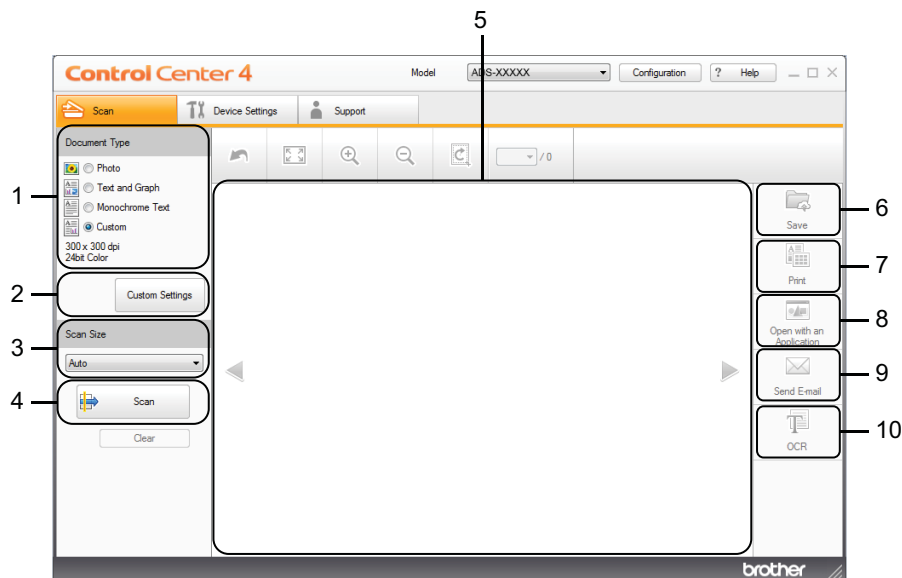 5
Control Center 4
Model
ADS-XXXXX
Configuration
? Help
Scan
Device Settings
Support
Document Type
Photo
Text and Graph
Monochrome Text
Custom
300 x 300 dpi
24bit Color
1
/ 0
Custom Settings
2
Scan Size
Auto
3
Scan
4
Clear
Save
6
Print
7
Open with an
Application
8
Send E-mail
9
OCR
10
brother